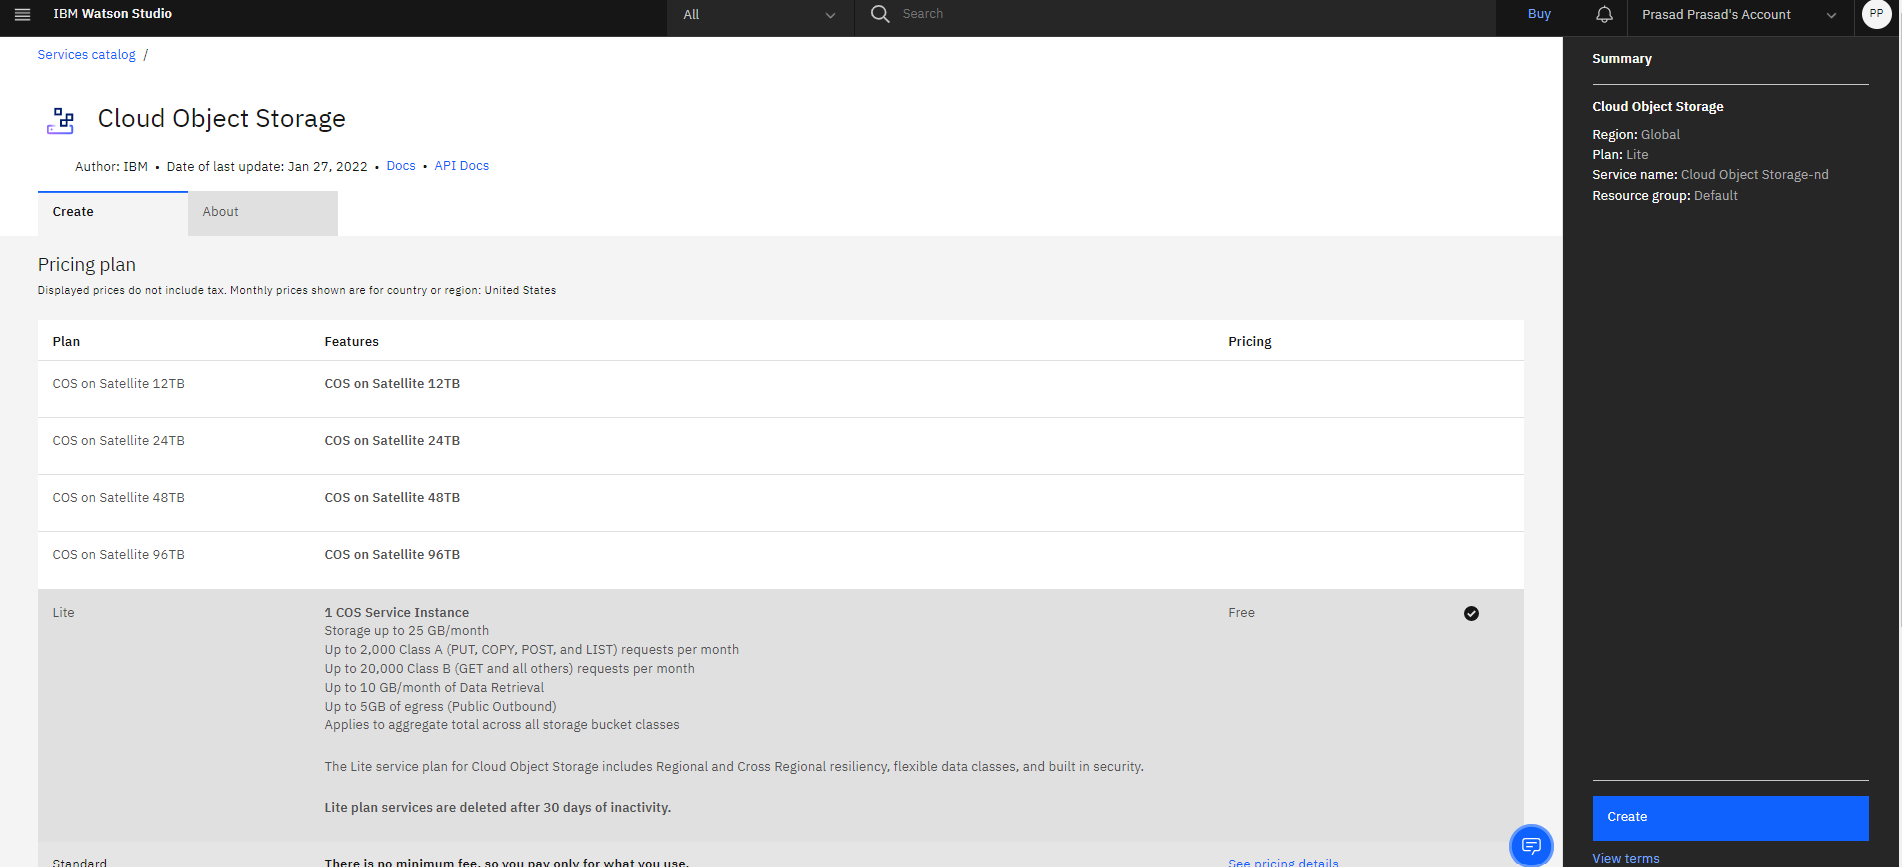 IBM Watson Studio
All
Search
Buy
Prasad Prasad's Account
PP
Services catalog /
Cloud Object Storage
Author: IBM • Date of last update: Jan 27, 2022 • Docs • API Docs
Create
About
Pricing plan
Displayed prices do not include tax. Monthly prices shown are for country or region: United States
Plan Features Pricing
COS on Satellite 12TB COS on Satellite 12TB
COS on Satellite 24TB COS on Satellite 24TB
COS on Satellite 48TB COS on Satellite 48TB
COS on Satellite 96TB COS on Satellite 96TB
Lite 1 COS Service Instance Free
Storage up to 25 GB/month
Up to 2,000 Class A (PUT, COPY, POST, and LIST) requests per month
Up to 20,000 Class B (GET and all others) requests per month
Up to 10 GB/month of Data Retrieval
Up to 5GB of egress (Public Outbound)
Applies to aggregate total across all storage bucket classes
The Lite service plan for Cloud Object Storage includes Regional and Cross Regional resiliency, flexible data classes, and built in security.
Lite plan services are deleted after 30 days of inactivity.
Standard There is no minimum fee, so you pay only for what you use. See pricing details
Summary
Cloud Object Storage
Region: Global
Plan: Lite
Service name: Cloud Object Storage-nd
Resource group: Default
Create
View terms